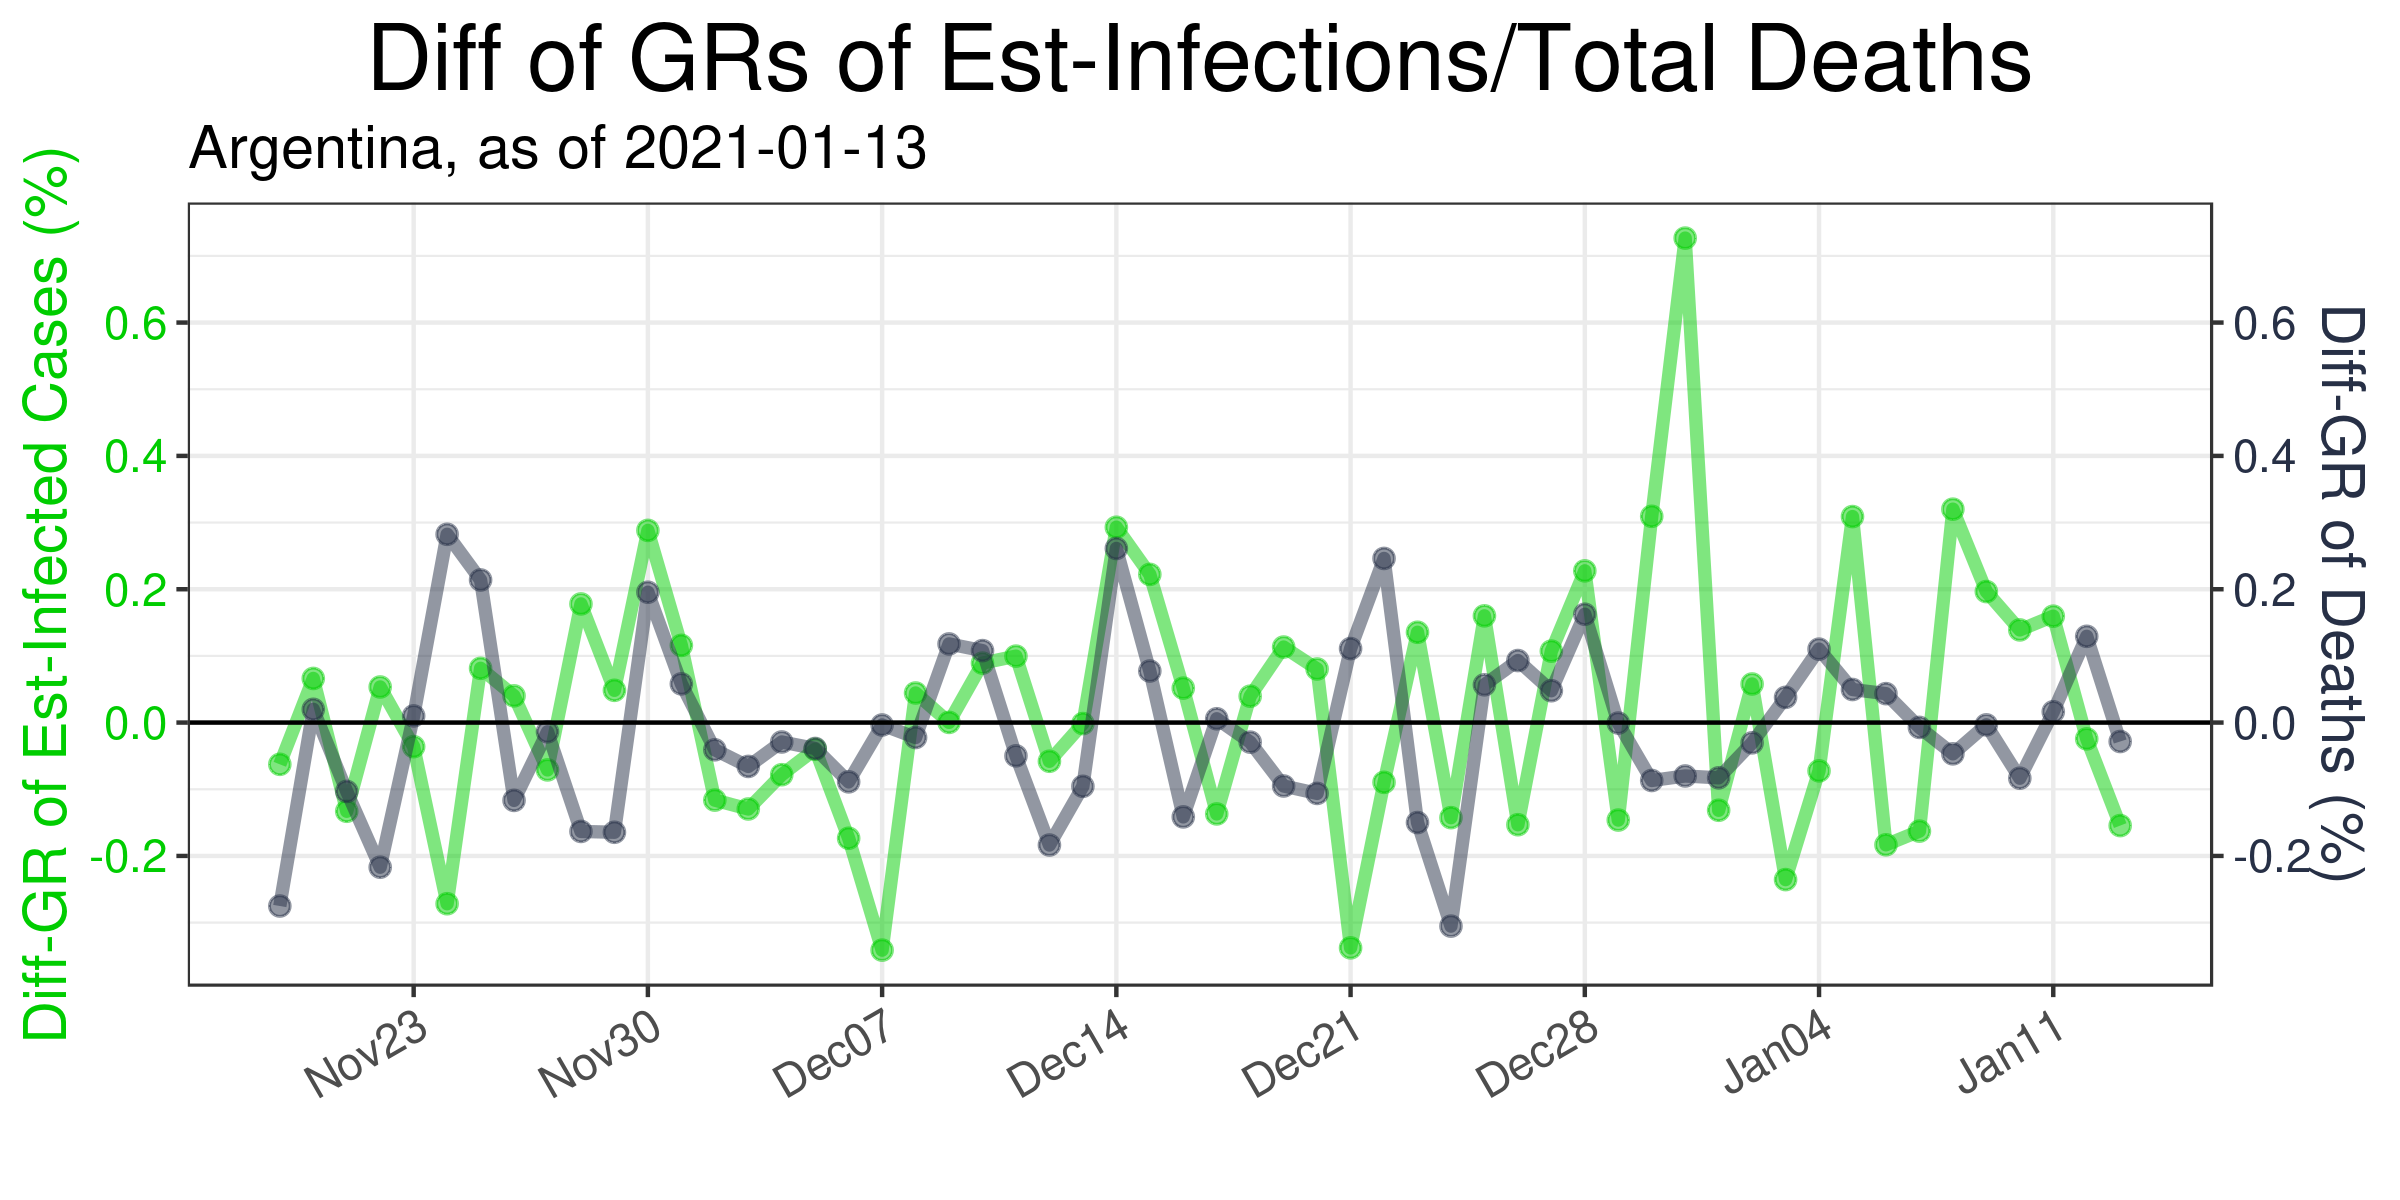 Diff of GRs of Est-Infections/Total Deaths
Argentina, as of 2021-01-13
Diff-GR of Est-Infected Cases (%)
0.6
0.4
0.2
0.0
-0.2
0.6
0.4
0.2
0.0
-0.2
Diff-GR of Deaths (%)
Nov23
Nov30
Dec07
Dec14
Dec21
Dec28
Jan04
Jan11